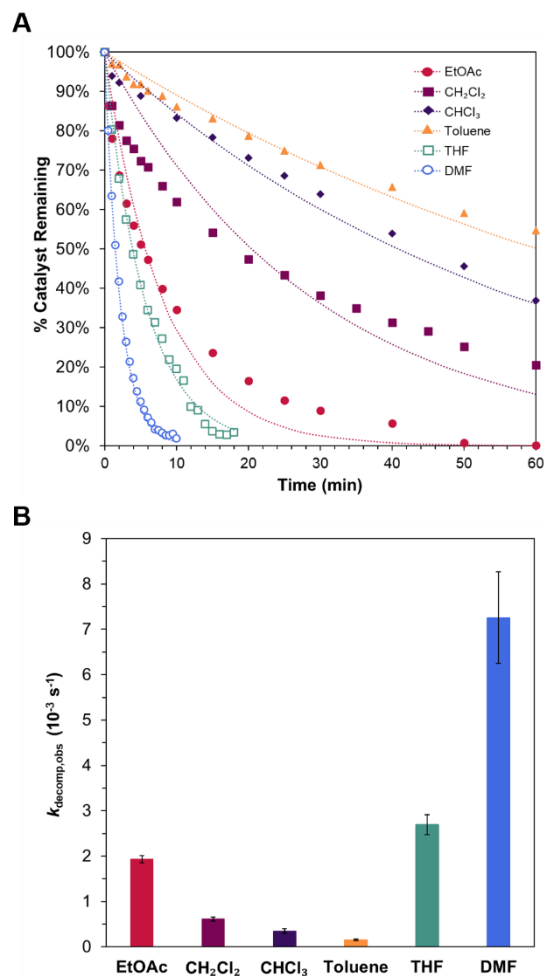 A
100%
90%
80%
70%
60%
50%
40%
30%
20%
10%
0%
% Catalyst Remaining
EtOAc
CH₂Cl₂
CHCl₃
Toluene
THF
DMF
0 10 20 30 40 50 60
Time (min)
B
9
8
7
6
5
4
3
2
1
0
k_decomp,obs (10⁻³ s⁻¹)
EtOAc CH₂Cl₂ CHCl₃ Toluene THF DMF